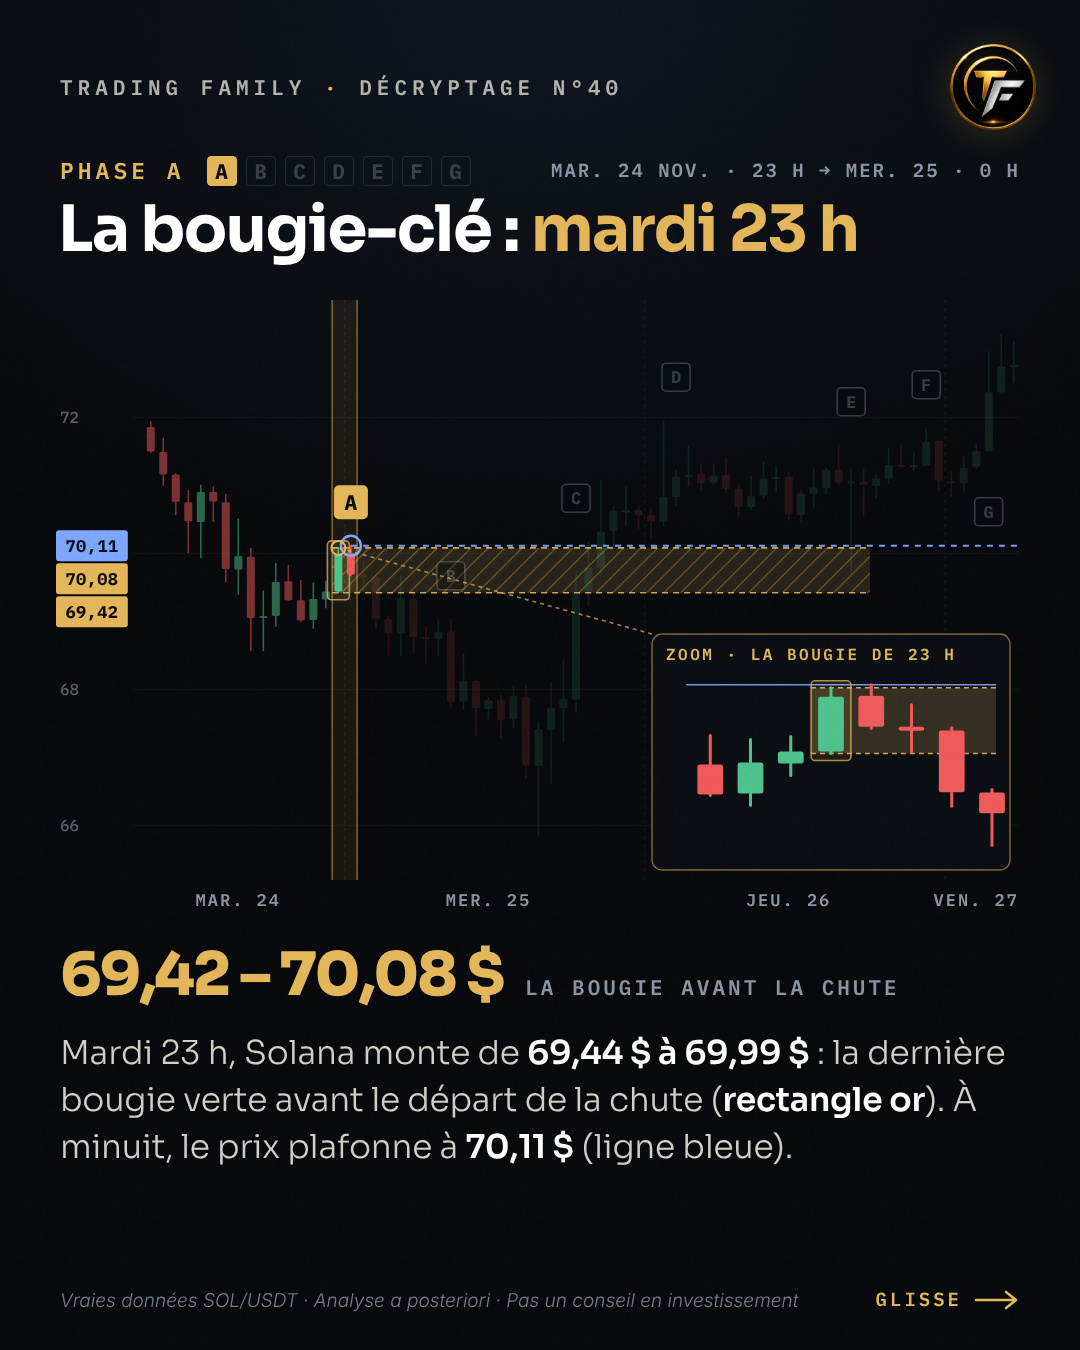 TRADING FAMILY · DÉCRYPTAGE N°40
TF
PHASE A A B C D E F G
MAR. 24 NOV. · 23 H → MER. 25 · 0 H
La bougie-clé : mardi 23 h
D
F
E
72
C
A
G
70,11
70,08
B
69,42
ZOOM · LA BOUGIE DE 23 H
68
66
MAR. 24 MER. 25 JEU. 26 VEN. 27
69,42 – 70,08 $ LA BOUGIE AVANT LA CHUTE
Mardi 23 h, Solana monte de 69,44 $ à 69,99 $ : la dernière
bougie verte avant le départ de la chute (rectangle or). À
minuit, le prix plafonne à 70,11 $ (ligne bleue).
Vraies données SOL/USDT · Analyse a posteriori · Pas un conseil en investissement
GLISSE →